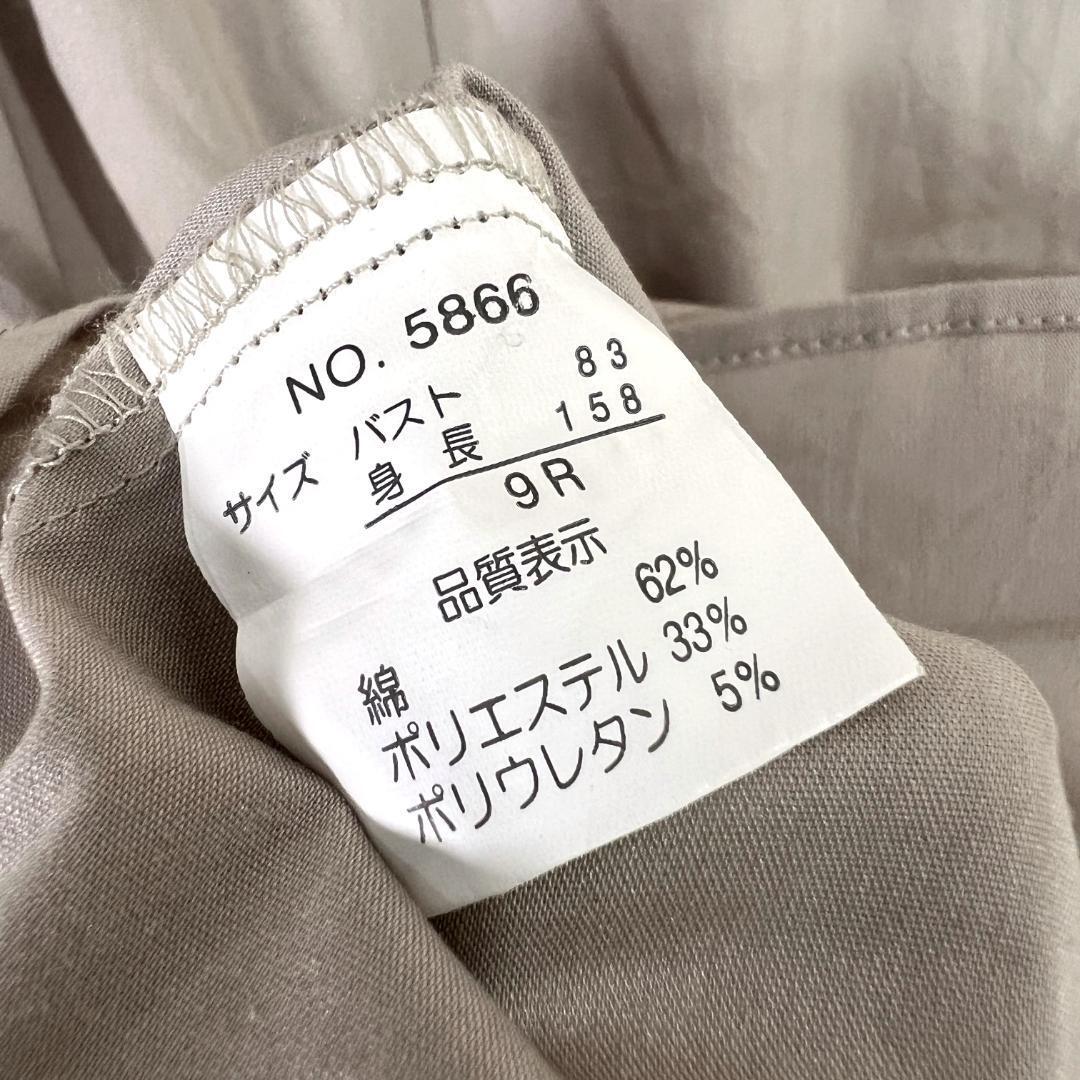 NO. 5866
サイズ バスト 83
身長 158
9R
品質表示
綿 62%
ポリエステル 33%
ポリウレタン 5%